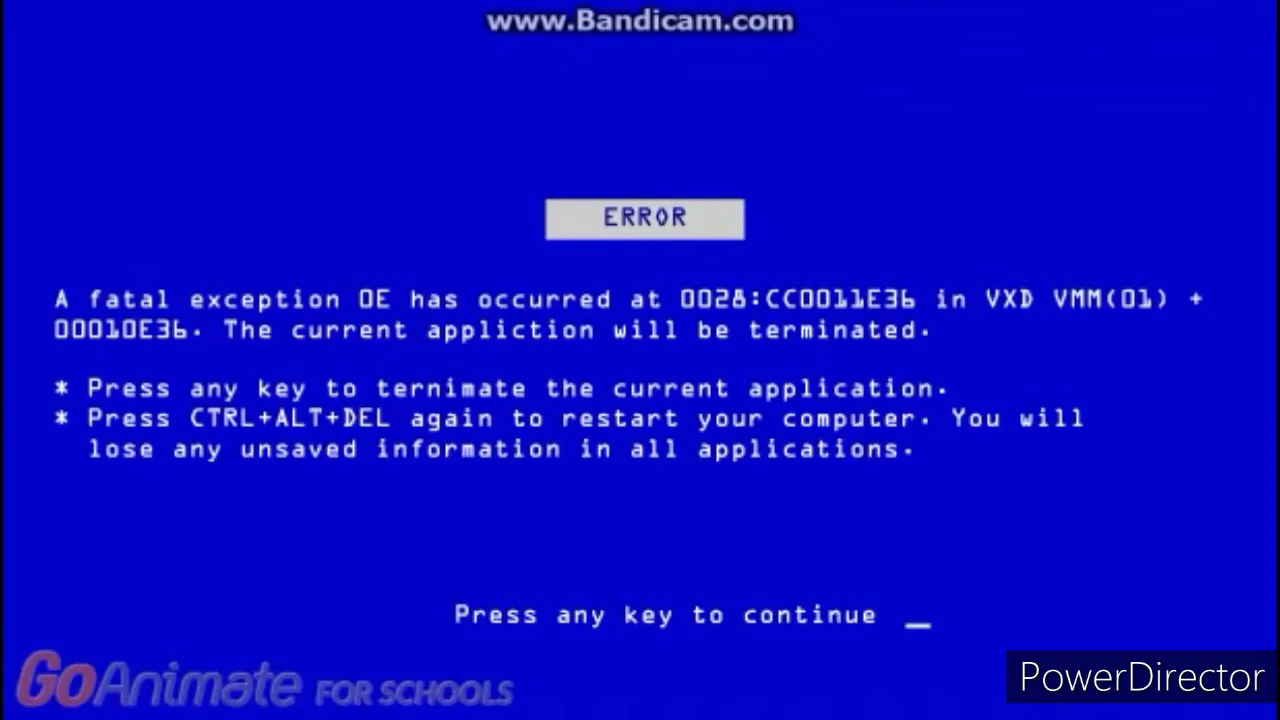 www.Bandicam.com
ERROR
A fatal exception OE has occurred at 0028:CC0011E36 in VXD VMM(01) +
00010E36. The current appliction will be terminated.
* Press any key to ternimate the current application.
* Press CTRL+ALT+DEL again to restart your computer. You will
lose any unsaved information in all applications.
Press any key to continue _
GoAnimate FOR SCHOOLS
PowerDirector